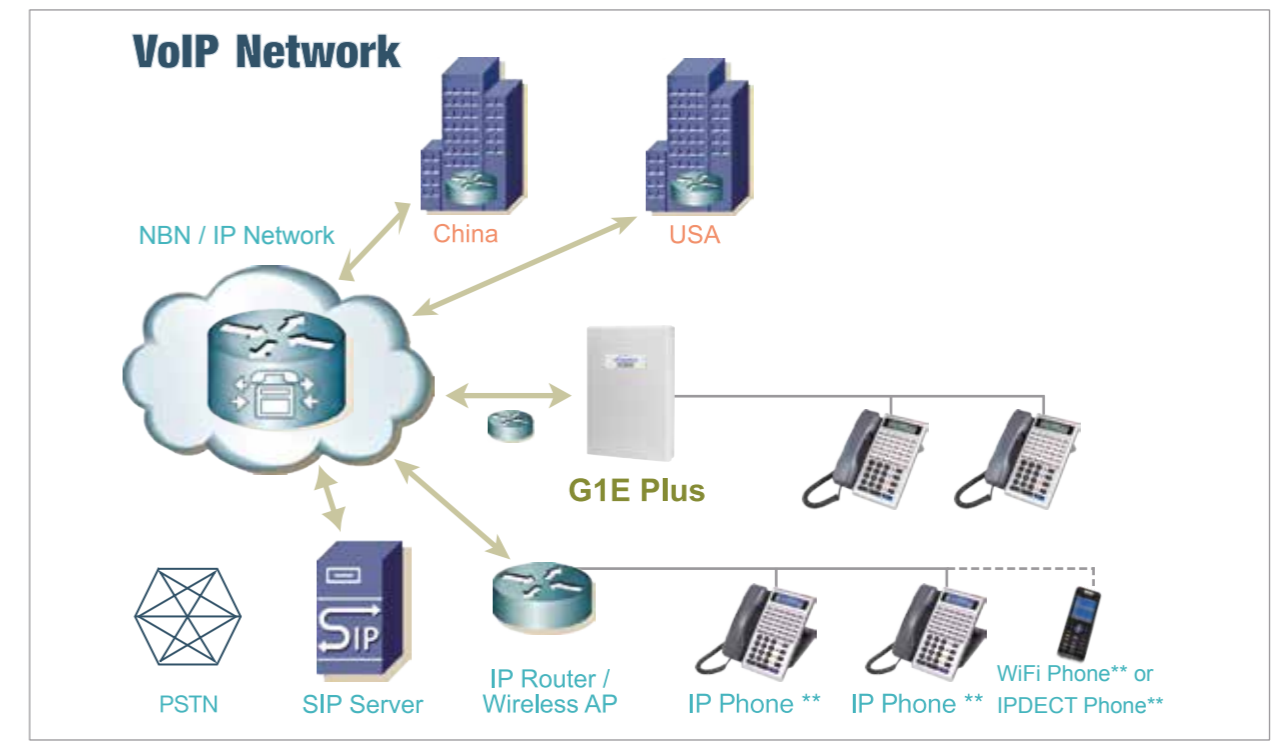 VoIP Network
China
USA
NBN / IP Network
G1E Plus
SIP
PSTN
SIP Server
IP Router /
Wireless AP
IP Phone **
IP Phone **
WiFi Phone** or
IPDECT Phone**